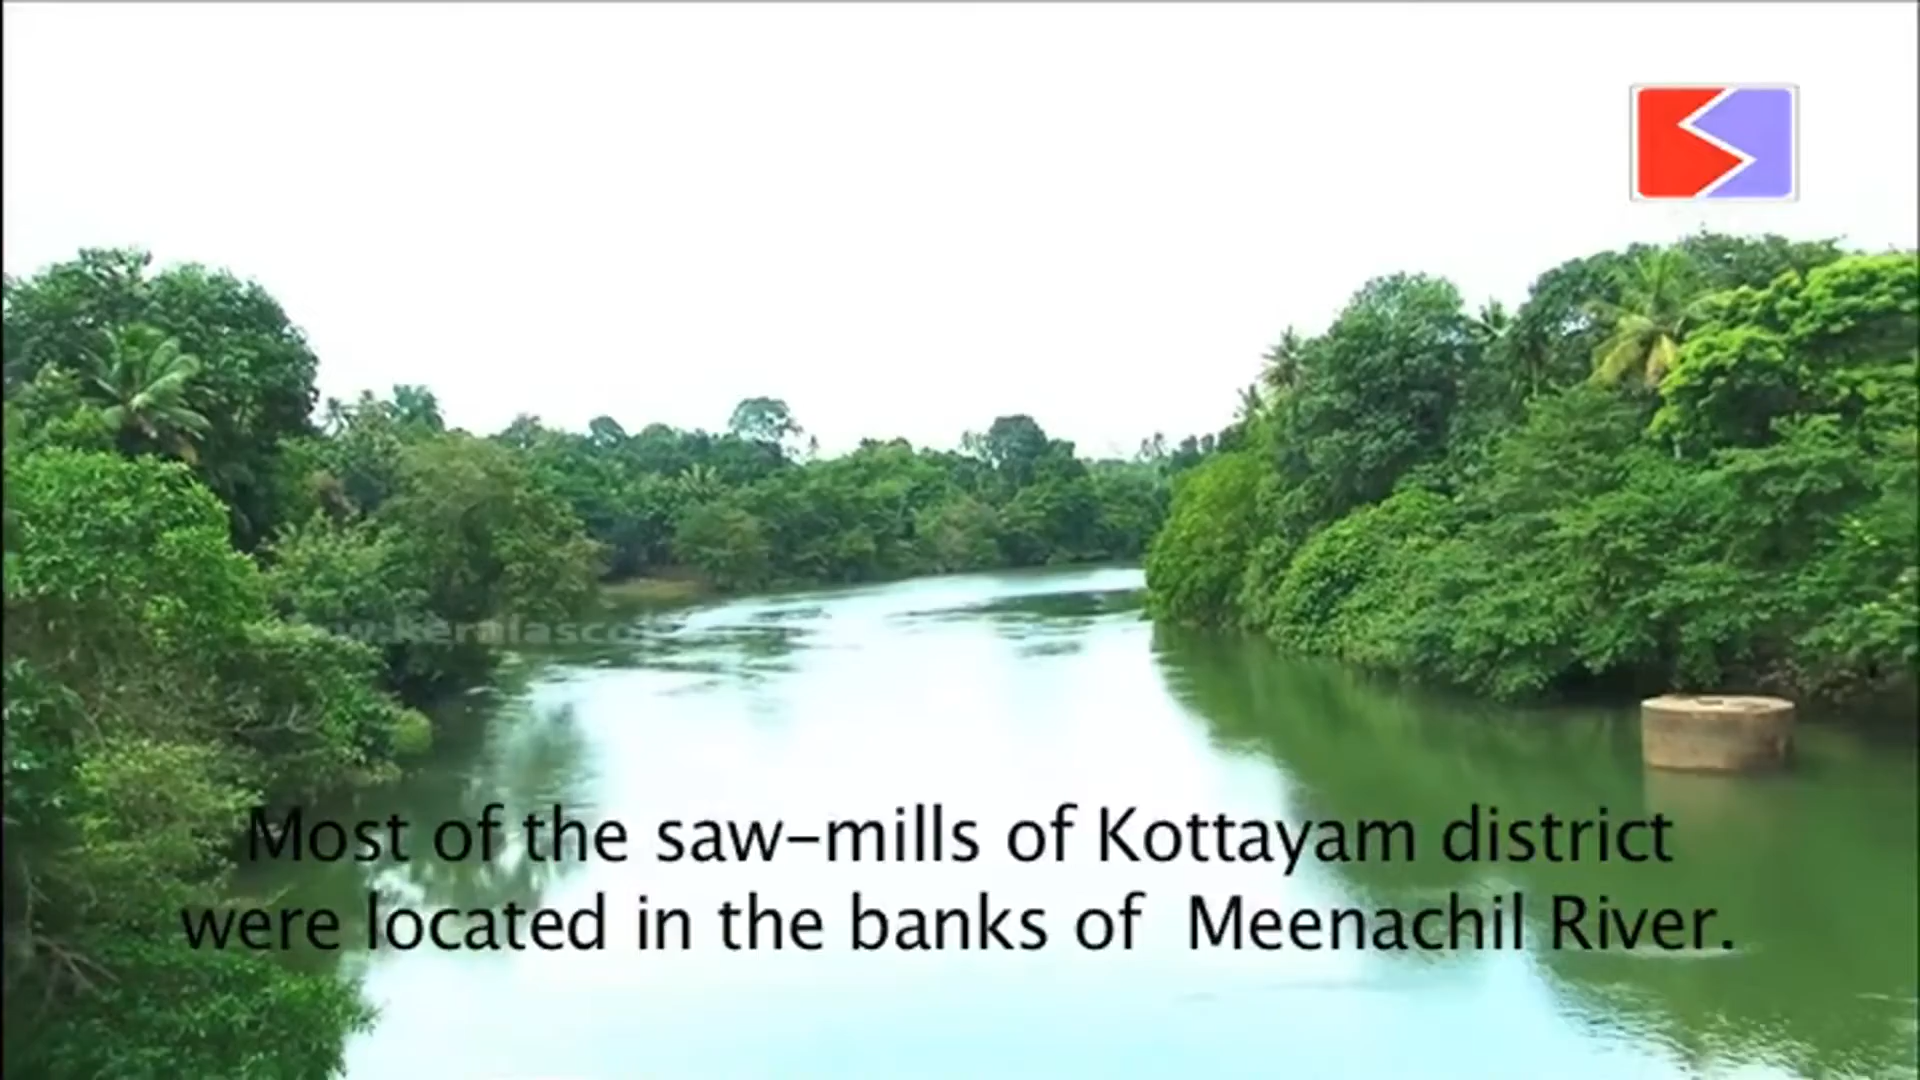 Most of the saw-mills of Kottayam district
were located in the banks of  Meenachil River.